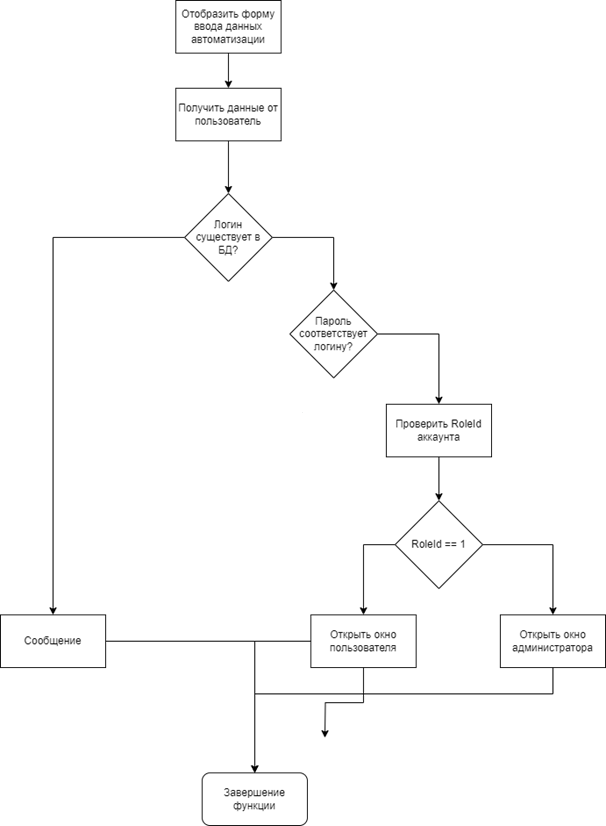 Отобразить форму
ввода данных
автоматизации
Получить данные от
пользователь
Логин
существует в
БД?
Пароль
соответствует
логину?
Проверить RoleId
аккаунта
RoleId == 1
Сообщение
Открыть окно
пользователя
Открыть окно
администратора
Завершение
функции